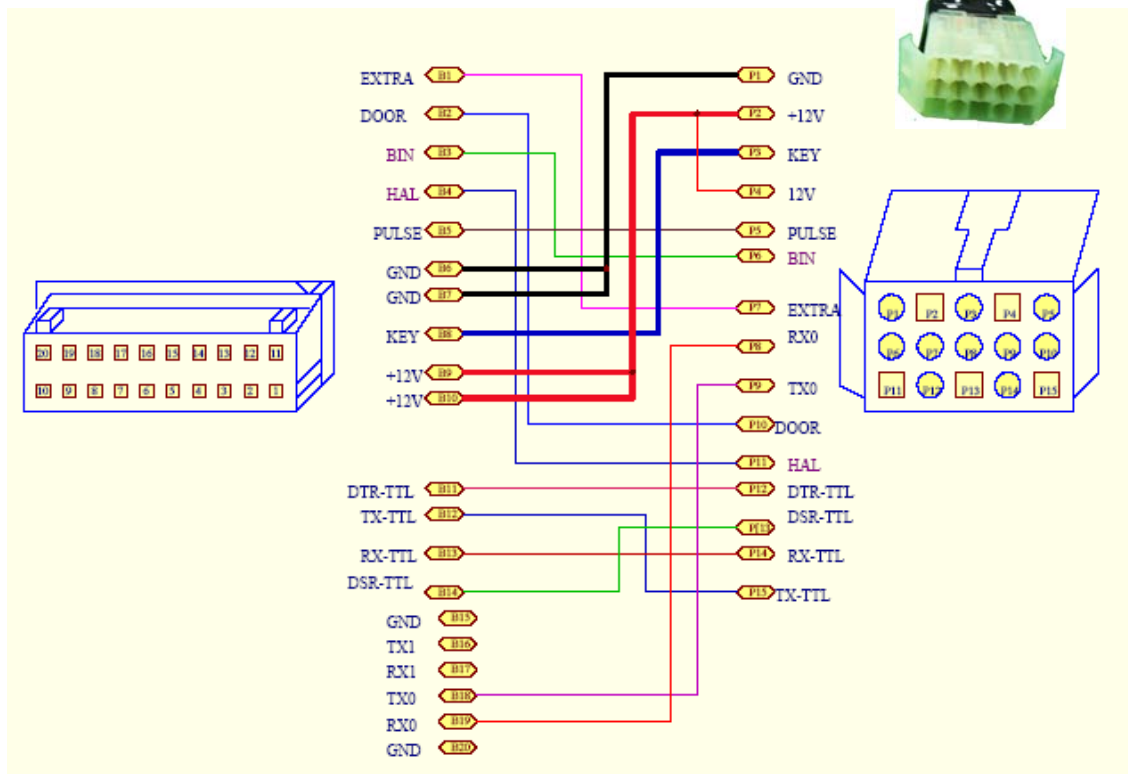 EXTRA B1 P1 GND
DOOR B2 P2 +12V
BIN B3 P3 KEY
HAL B4 P4 12V
PULSE B5 P5 PULSE
P6 BIN
GND B6
GND B7 P7 EXTRA
KEY B8 P8 RX0
+12V B9 P9 TX0
+12V B10
P10 DOOR
P11 HAL
DTR-TTL B11 P12 DTR-TTL
TX-TTL B12 P[13 DSR-TTL
RX-TTL B13 P14 RX-TTL
DSR-TTL B14 P15 TX-TTL
GND B15
TX1 B16
RX1 B17
TX0 B18
RX0 B19
GND B20
20 19 18 17 16 15 14 13 12 11
10 9 8 7 6 5 4 3 2 1
P1 P2 P3 P4 P5
P6 P7 P8 P9 P10
P11 P12 P13 P14 P15